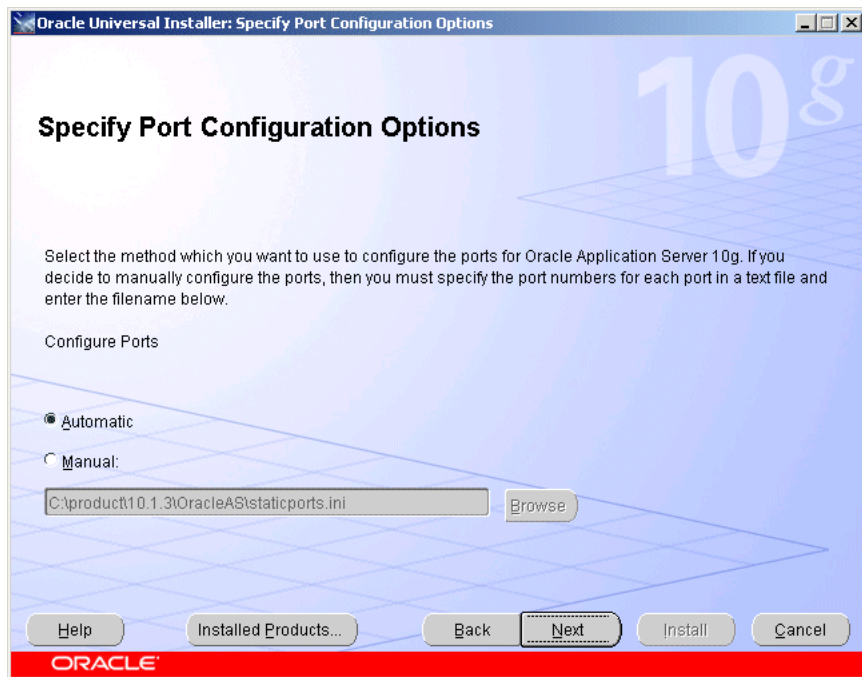 Oracle Universal Installer: Specify Port Configuration Options
10g
Specify Port Configuration Options
Select the method which you want to use to configure the ports for Oracle Application Server 10g. If you
decide to manually configure the ports, then you must specify the port numbers for each port in a text file and
enter the filename below.
Configure Ports
Automatic
Manual:
C:\product\10.1.3\OracleAS\staticports.ini
Browse
Help
Installed Products...
Back
Next
Install
Cancel
ORACLE